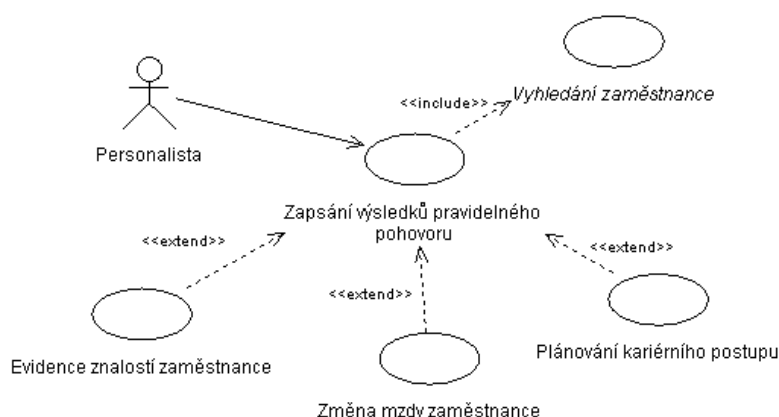 Vyhledání zaměstnance
<<include>>
Personalista
Zapsání výsledků pravidelného
pohovoru
<<extend>>
<<extend>>
<<extend>>
Evidence znalostí zaměstnance
Plánování kariérního postupu
Změna mzdy zaměstnance